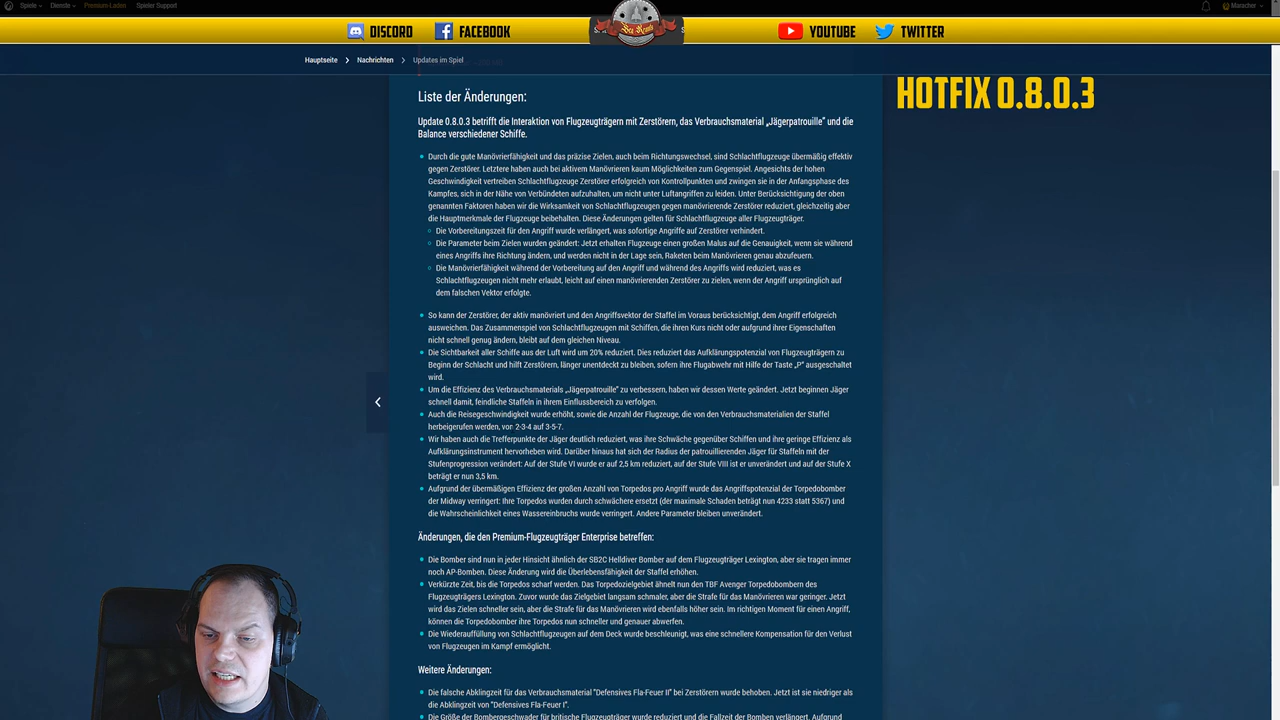 Spiele
Dienste
Premium-Laden
Spieler Support
Maracher
DISCORD
FACEBOOK
YOUTUBE
TWITTER
Hauptseite
Nachrichten
Updates im Spiel
HOTFIX 0.8.0.3
Liste der Änderungen:
Update 0.8.0.3 betrifft die Interaktion von Flugzeugträgern mit Zerstörern, das Verbrauchsmaterial „Jägerpatrouille" und die
Balance verschiedener Schiffe.
Durch die gute Manövrierfähigkeit und das präzise Zielen, auch beim Richtungswechsel, sind Schlachtflugzeuge übermäßig effektiv
gegen Zerstörer. Letztere haben auch bei aktivem Manövrieren kaum Möglichkeiten zum Gegenspiel. Angesichts der hohen
Geschwindigkeit vertreiben Schlachtflugzeuge Zerstörer erfolgreich von Kontrollpunkten und zwingen sie in der Anfangsphase des
Kampfes, sich in der Nähe von Verbündeten aufzuhalten, um nicht unter Luftangriffen zu leiden. Unter Berücksichtigung der oben
genannten Faktoren haben wir die Wirksamkeit von Schlachtflugzeugen gegen manövrierende Zerstörer reduziert, gleichzeitig aber
die Hauptmerkmale der Flugzeuge beibehalten. Diese Änderungen gelten für Schlachtflugzeuge aller Flugzeugträger.
Die Vorbereitungszeit für den Angriff wurde verlängert, was sofortige Angriffe auf Zerstörer verhindert.
Die Parameter beim Zielen wurden geändert: Jetzt erhalten Flugzeuge einen großen Malus auf die Genauigkeit, wenn sie während
eines Angriffs ihre Richtung ändern, und werden nicht in der Lage sein, Raketen beim Manövrieren genau abzufeuern.
Die Manövrierfähigkeit während der Vorbereitung auf den Angriff und während des Angriffs wird reduziert, was es
Schlachtflugzeugen nicht mehr erlaubt, leicht auf einen manövrierenden Zerstörer zu zielen, wenn der Angriff ursprünglich auf
dem falschen Vektor erfolgte.
So kann der Zerstörer, der aktiv manövriert und den Angriffsvektor der Staffel im Voraus berücksichtigt, dem Angriff erfolgreich
ausweichen. Das Zusammenspiel von Schlachtflugzeugen mit Schiffen, die ihren Kurs nicht oder aufgrund ihrer Eigenschaften
nicht schnell genug ändern, bleibt auf dem gleichen Niveau.
Die Sichtbarkeit aller Schiffe aus der Luft wird um 20% reduziert. Dies reduziert das Aufklärungspotenzial von Flugzeugträgern zu
Beginn der Schlacht und hilft Zerstörern, länger unentdeckt zu bleiben, sofern ihre Flugabwehr mit Hilfe der Taste „P" ausgeschaltet
wird.
Um die Effizienz des Verbrauchsmaterials „Jägerpatrouille" zu verbessern, haben wir dessen Werte geändert. Jetzt beginnen Jäger
schnell damit, feindliche Staffeln in ihrem Einflussbereich zu verfolgen.
Auch die Reisegeschwindigkeit wurde erhöht, sowie die Anzahl der Flugzeuge, die von den Verbrauchsmaterialien der Staffel
herbeigerufen werden, von 2-3-4 auf 3-5-7.
Wir haben auch die Trefferpunkte der Jäger deutlich reduziert, was ihre Schwäche gegenüber Schiffen und ihre geringe Effizienz als
Aufklärungsinstrument hervorheben wird. Darüber hinaus hat sich der Radius der patrouillierenden Jäger für Staffeln mit der
Stufenprogression verändert: Auf der Stufe VI wurde er auf 2,5 km reduziert, auf der Stufe VIII ist er unverändert und auf der Stufe X
beträgt er nun 3,5 km.
Aufgrund der übermäßigen Effizienz der großen Anzahl von Torpedos pro Angriff wurde das Angriffspotenzial der Torpedobomber
der Midway verringert: Ihre Torpedos wurden durch schwächere ersetzt (der maximale Schaden beträgt nun 4233 statt 5367) und
die Wahrscheinlichkeit eines Wassereinbruchs wurde verringert. Andere Parameter bleiben unverändert.
Änderungen, die den Premium-Flugzeugträger Enterprise betreffen:
Die Bomber sind nun in jeder Hinsicht ähnlich der SB2C Helldiver Bomber auf dem Flugzeugträger Lexington, aber sie tragen immer
noch AP-Bomben. Diese Änderung wird die Überlebensfähigkeit der Staffel erhöhen.
Verkürzte Zeit, bis die Torpedos scharf werden. Das Torpedozielgebiet ähnelt nun den TBF Avenger Torpedobombern des
Flugzeugträgers Lexington. Zuvor wurde das Zielgebiet langsam schmaler, aber die Strafe für das Manövrieren war geringer. Jetzt
wird das Zielen schneller sein, aber die Strafe für das Manövrieren wird ebenfalls höher sein. Im richtigen Moment für einen Angriff,
können die Torpedobomber ihre Torpedos nun schneller und genauer abwerfen.
Die Wiederauffüllung von Schlachtflugzeugen auf dem Deck wurde beschleunigt, was eine schnellere Kompensation für den Verlust
von Flugzeugen im Kampf ermöglicht.
Weitere Änderungen:
Die falsche Abklingzeit für das Verbrauchsmaterial "Defensives Fla-Feuer II" bei Zerstörern wurde behoben. Jetzt ist sie niedriger als
die Abklingzeit von "Defensives Fla-Feuer I".
Die Größe der Bombergeschwader für britische Flugzeugträger wurde reduziert und die Fallzeit der Bomben verlängert. Aufgrund